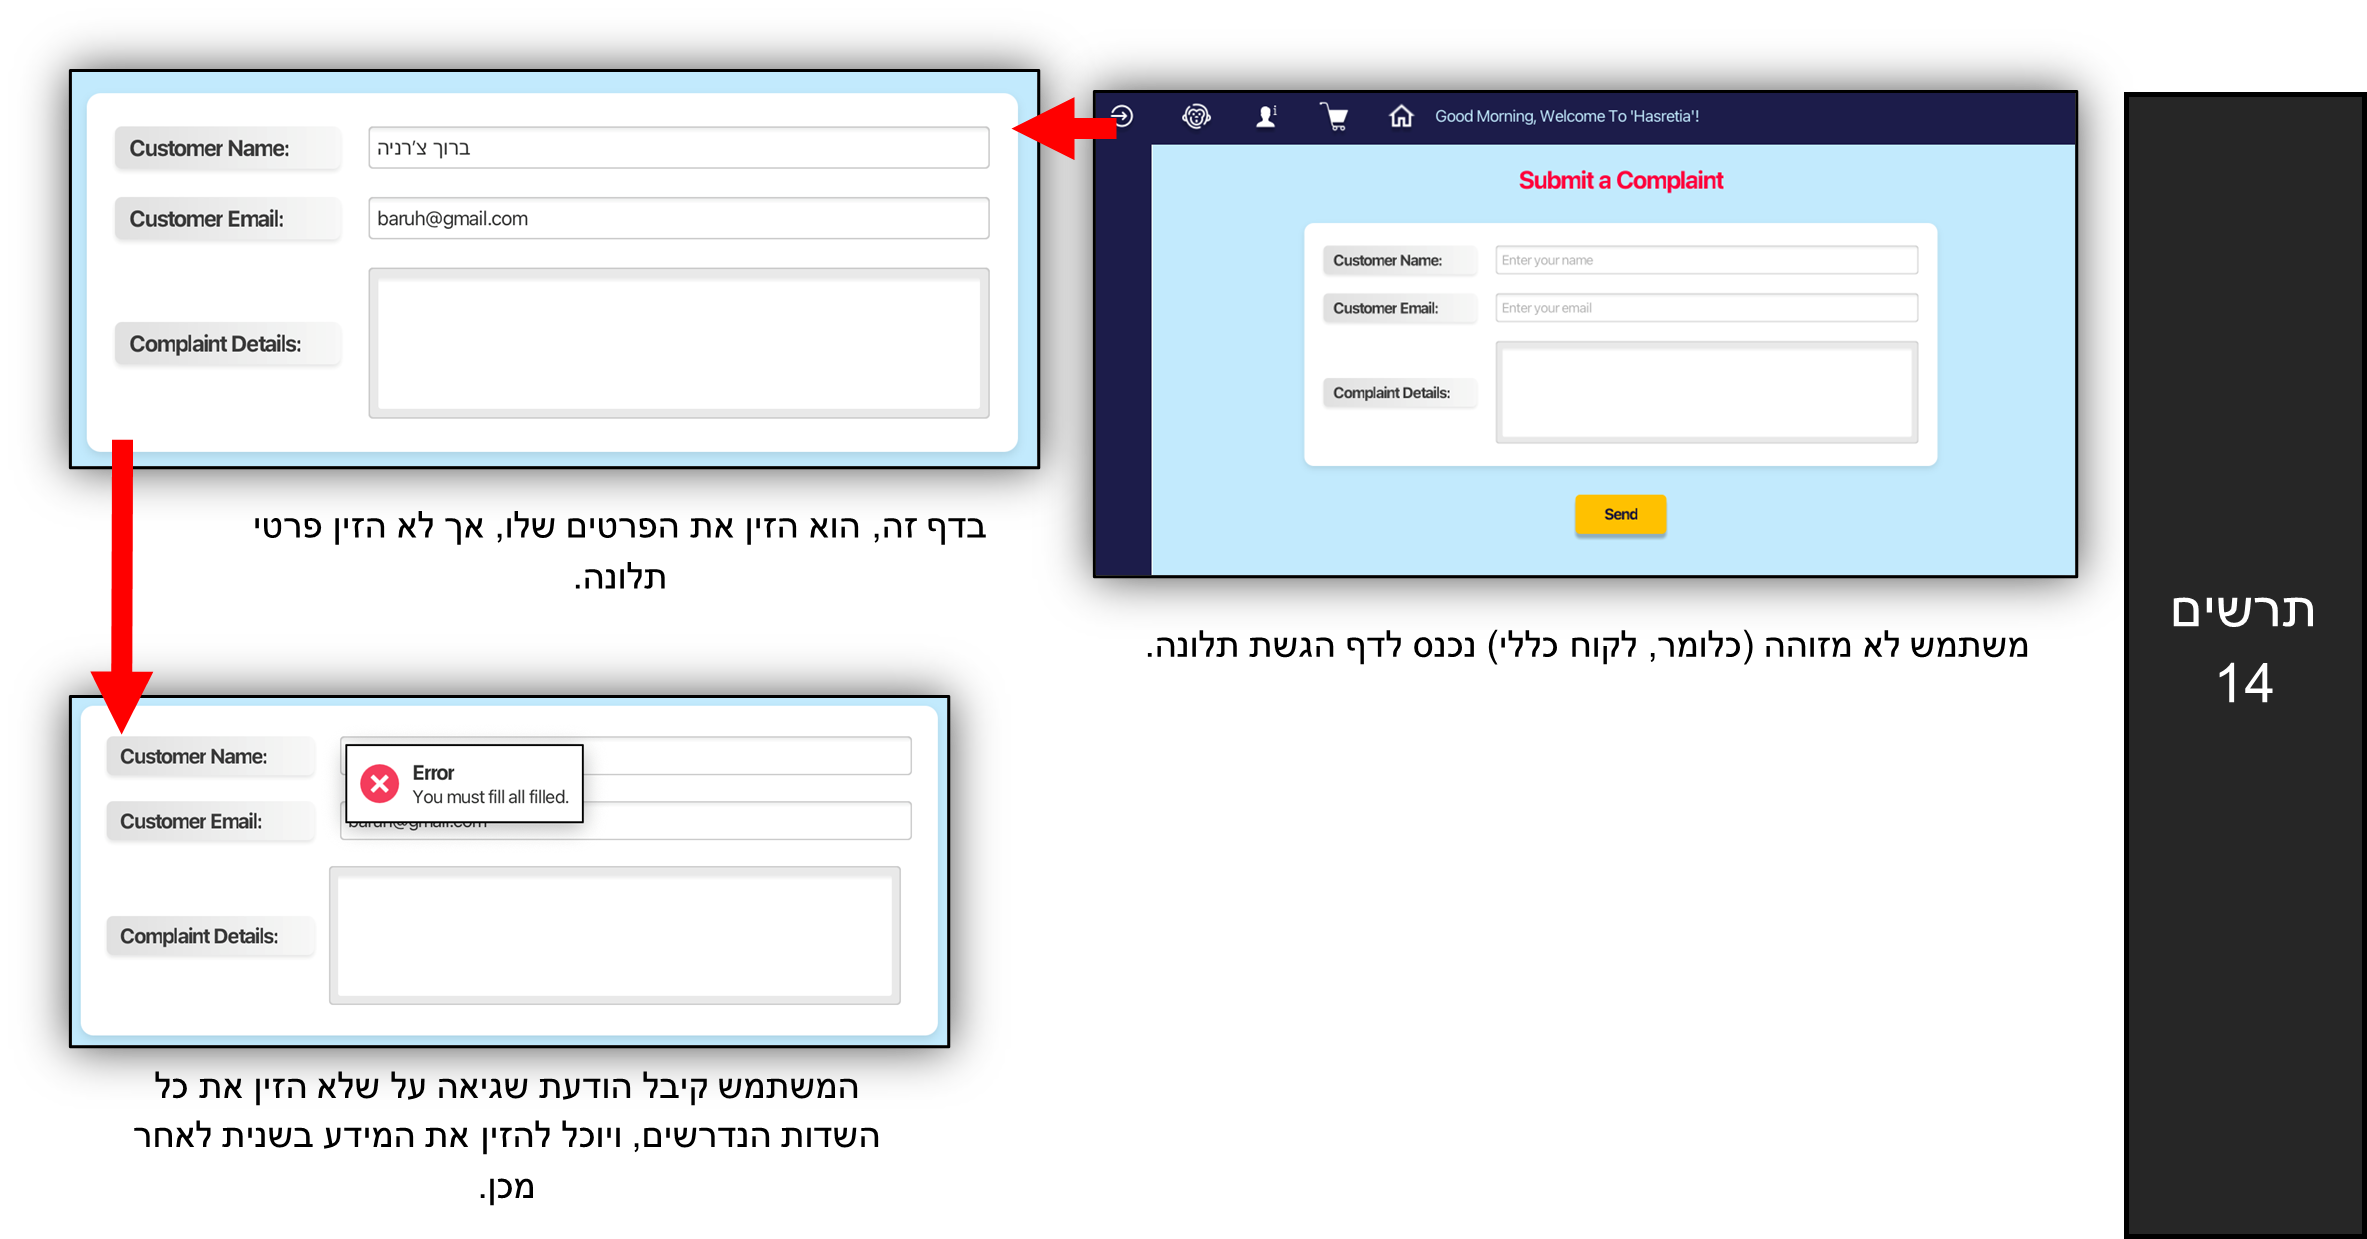 תרשים
14
Good Morning, Welcome To 'Hasretia'!
Submit a Complaint
Customer Name:
Enter your name
Customer Email:
Enter your email
Complaint Details:
Send
משתמש לא מזוהה (כלומר, לקוח כללי) נכנס לדף הגשת תלונה.
Customer Name:
ברוך צ'רניה
Customer Email:
baruh@gmail.com
Complaint Details:
בדף זה, הוא הזין את הפרטים שלו, אך לא הזין פרטי
תלונה.
Customer Name:
Error
You must fill all filled.
Customer Email:
baruh@gmail.com
Complaint Details:
המשתמש קיבל הודעת שגיאה על שלא הזין את כל
השדות הנדרשים, ויוכל להזין את המידע בשנית לאחר
מכן.